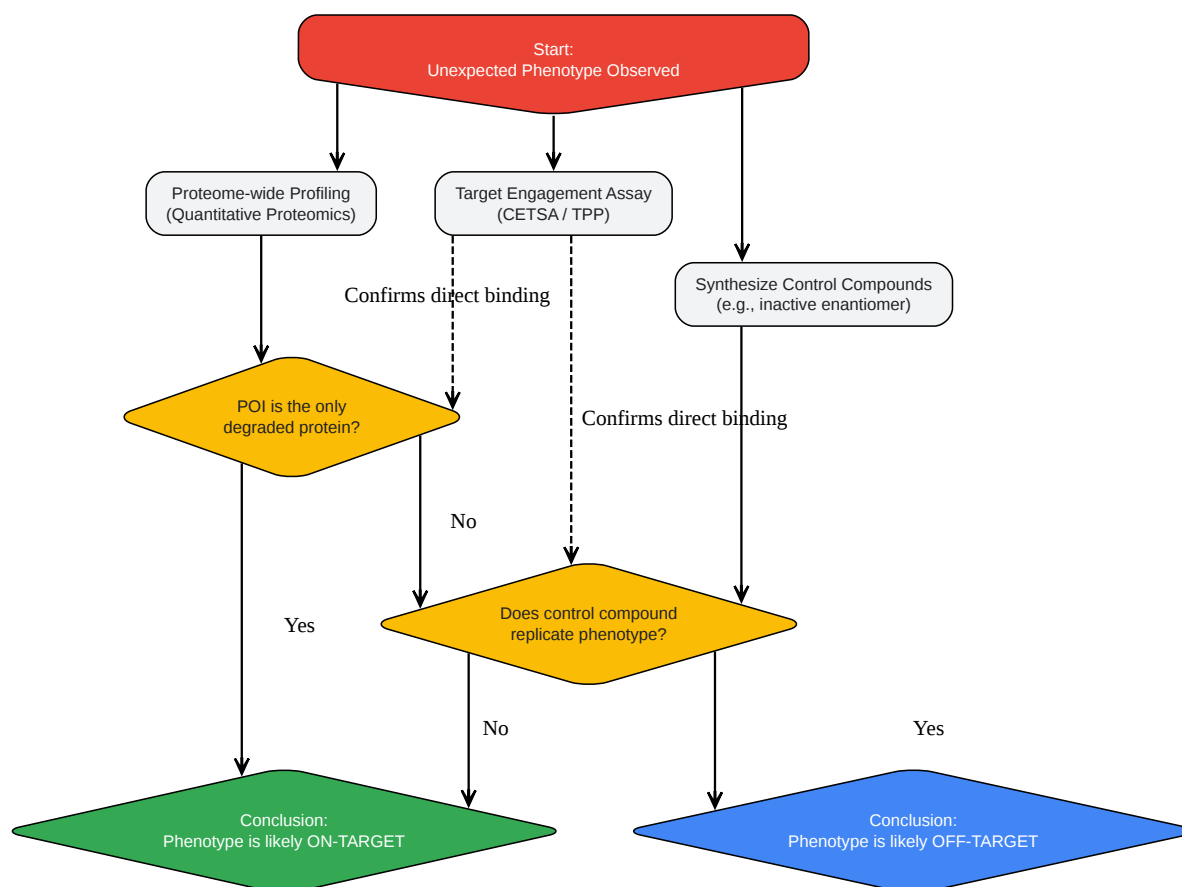 Start:
Unexpected Phenotype Observed
Proteome-wide Profiling
(Quantitative Proteomics)
Target Engagement Assay
(CETSA / TPP)
Synthesize Control Compounds
(e.g., inactive enantiomer)
Confirms direct binding
POI is the only
degraded protein?
Confirms direct binding
No
Does control compound
replicate phenotype?
Yes
No
Yes
Conclusion:
Phenotype is likely ON-TARGET
Conclusion:
Phenotype is likely OFF-TARGET